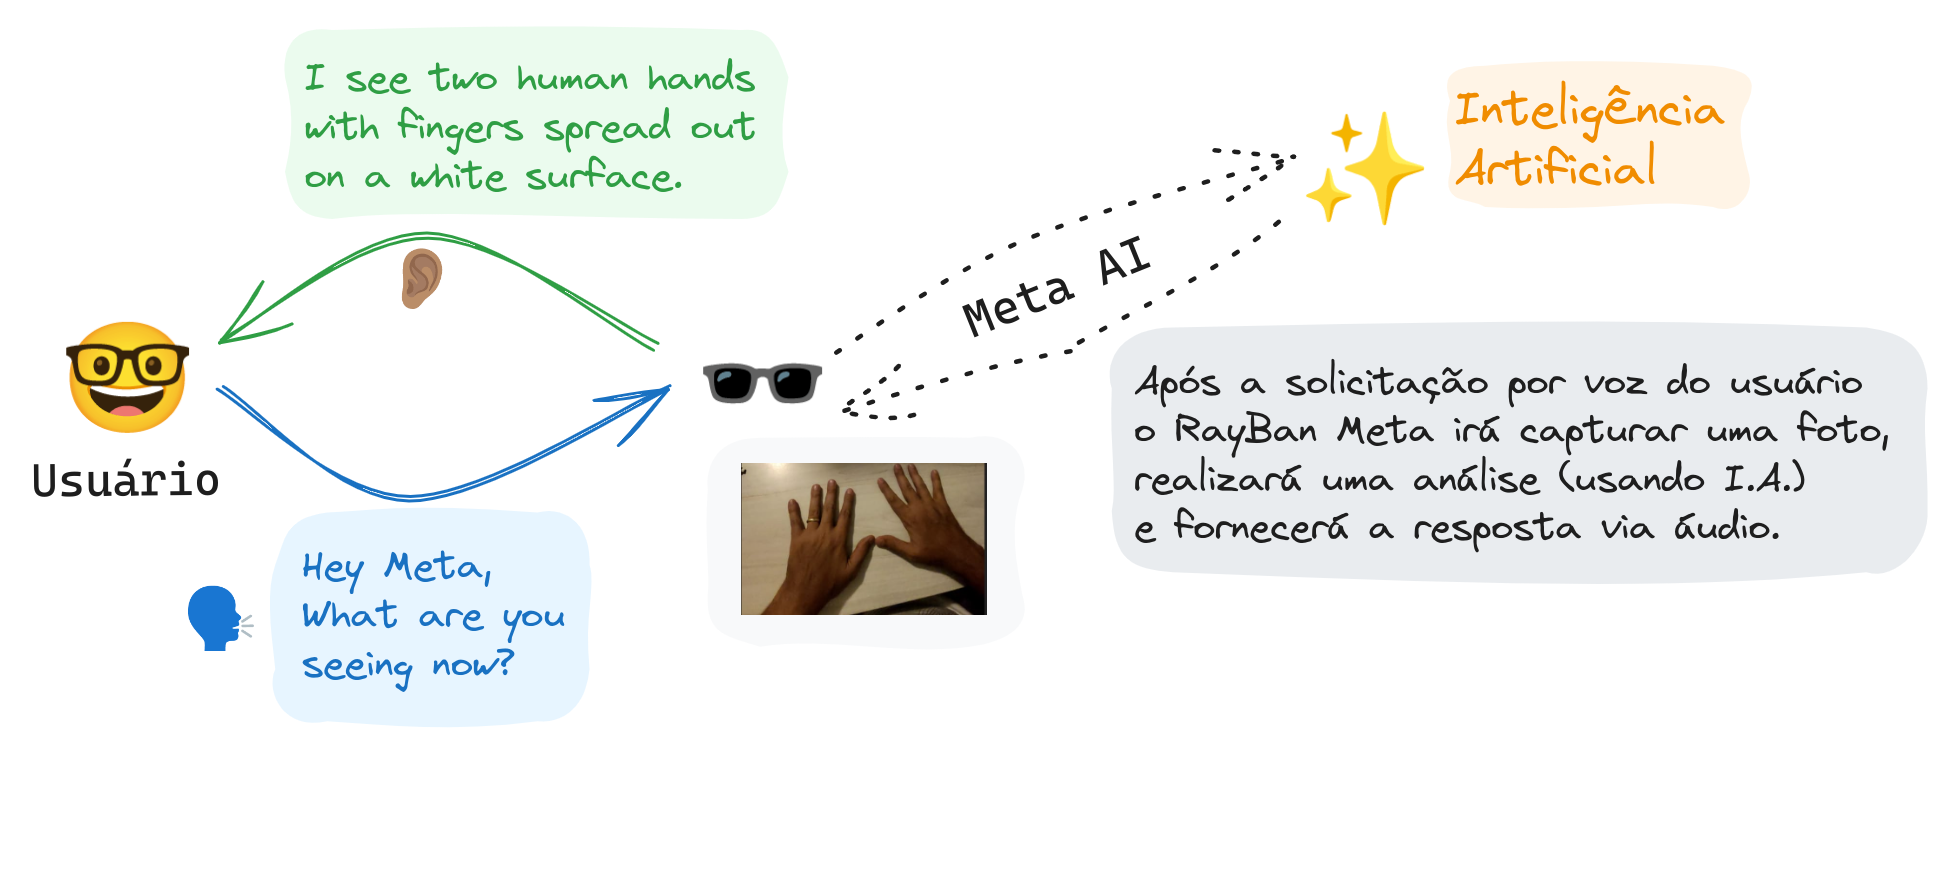 I see two human hands
with fingers spread out
on a white surface.
Inteligência
Artificial
Meta AI
Usuário
Após a solicitação por voz do usuário
o RayBan Meta irá capturar uma foto,
realizará uma análise (usando I.A.)
e fornecerá a resposta via áudio.
Hey Meta,
What are you
seeing now?